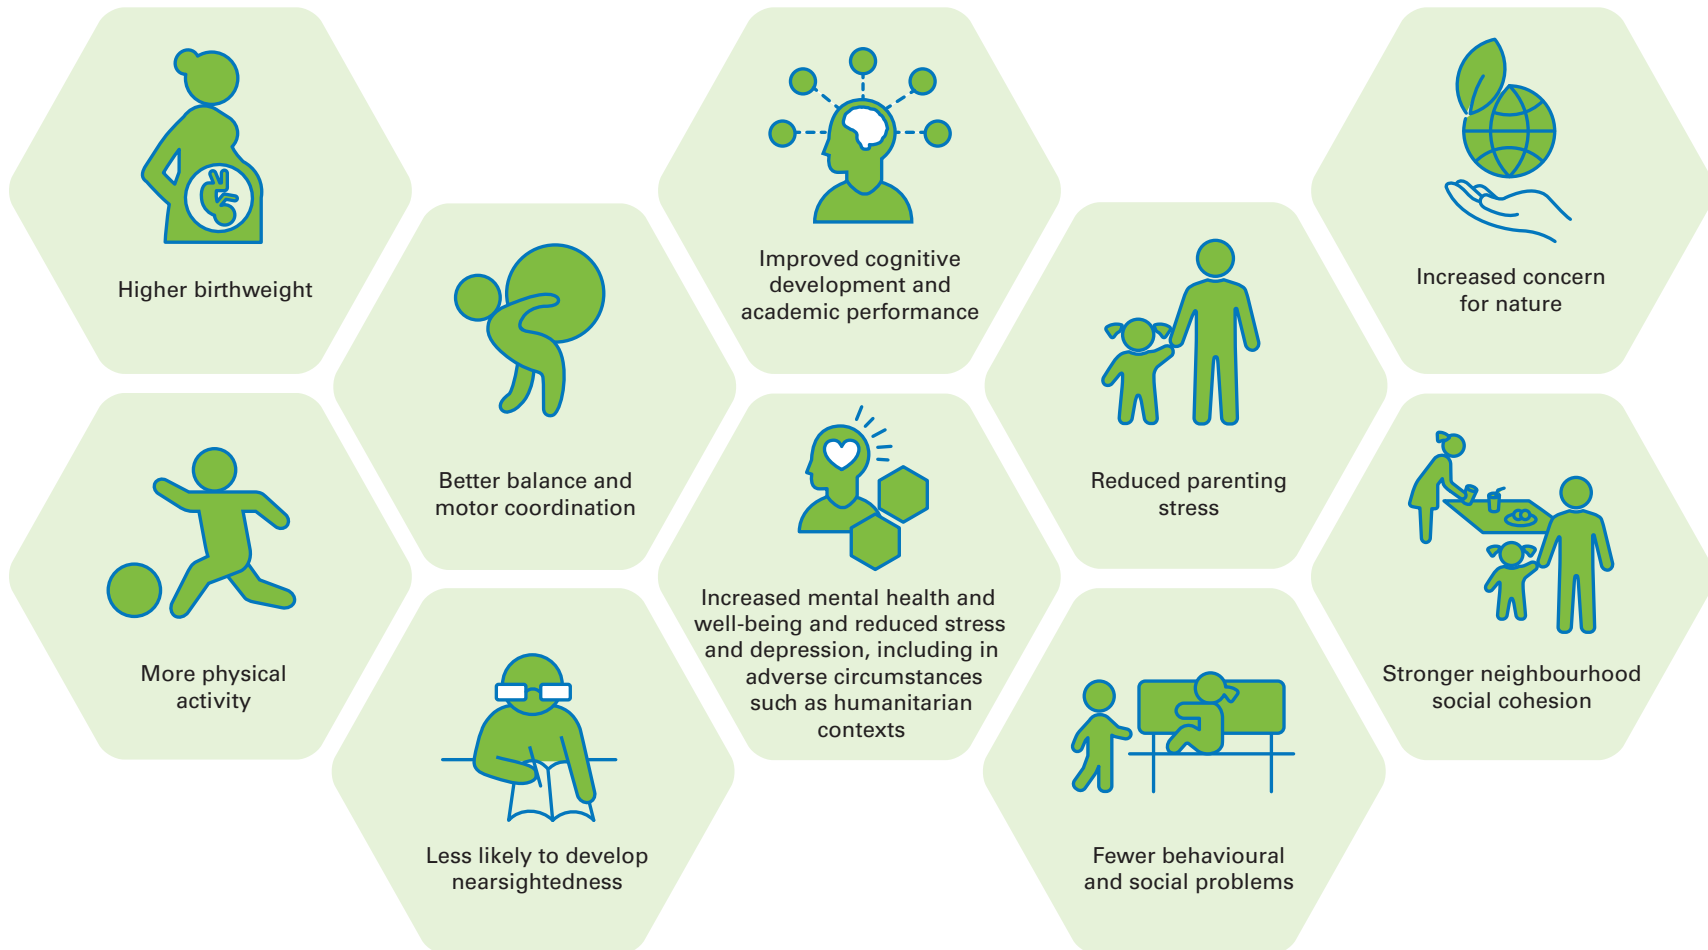 Higher birthweight
Improved cognitive
development and
academic performance
Increased concern
for nature
Better balance and
motor coordination
Reduced parenting
stress
More physical
activity
Increased mental health and
well-being and reduced stress
and depression, including in
adverse circumstances
such as humanitarian
contexts
Stronger neighbourhood
social cohesion
Less likely to develop
nearsightedness
Fewer behavioural
and social problems